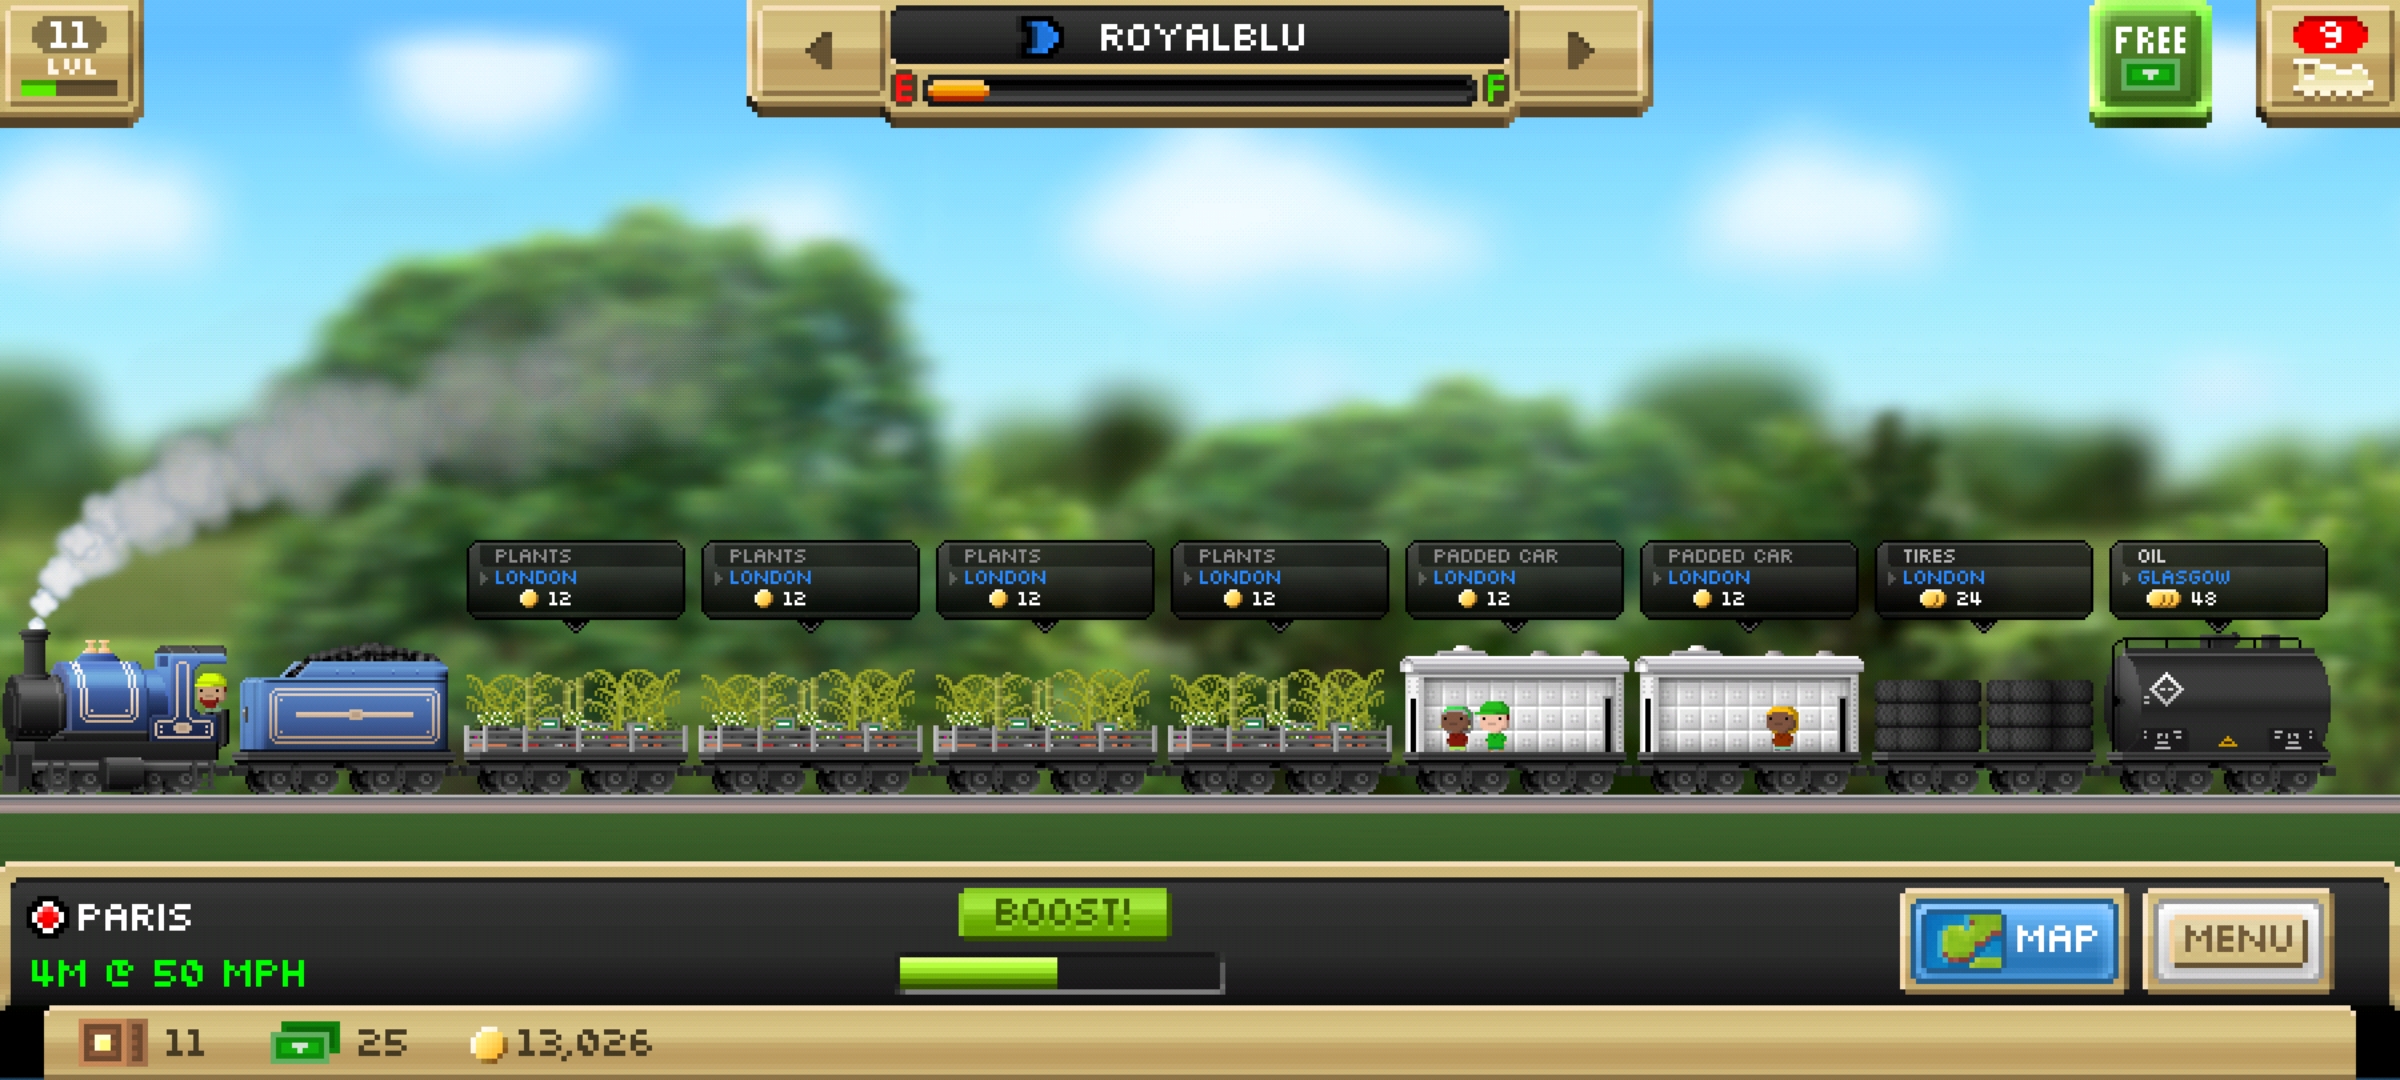 11
LVL
ROYALBLU
E F
FREE
9
PLANTS
LONDON
12
PLANTS
LONDON
12
PLANTS
LONDON
12
PLANTS
LONDON
12
PADDED CAR
LONDON
12
PADDED CAR
LONDON
12
TIRES
LONDON
24
OIL
GLASGOW
48
PARIS
4M @ 50 MPH
BOOST!
MAP
MENU
11 25 13,026